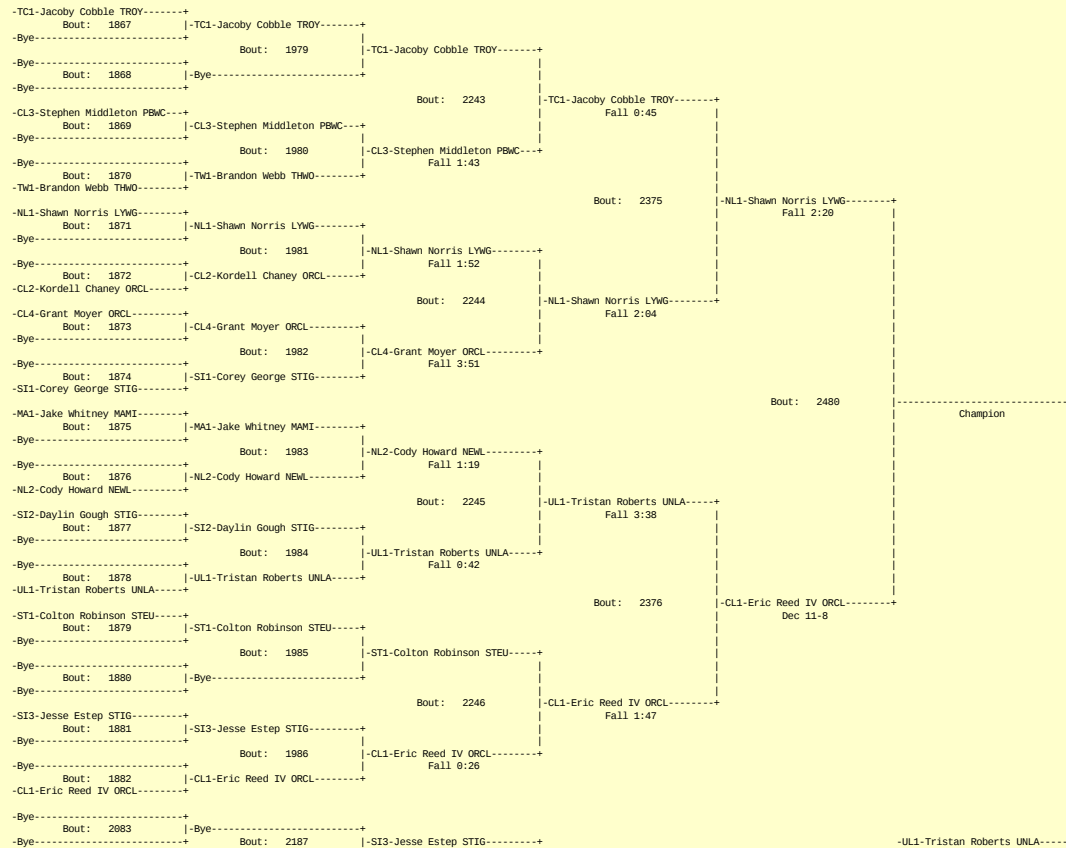 -TC1-Jacoby Cobble TROY-------+
Bout: 1867 |-TC1-Jacoby Cobble TROY-------+
-Bye--------------------------+ |
Bout: 1979 |-TC1-Jacoby Cobble TROY-------+
-Bye--------------------------+ | |
Bout: 1868 |-Bye--------------------------+ |
-Bye--------------------------+ |
Bout: 2243 |-TC1-Jacoby Cobble TROY-------+
-CL3-Stephen Middleton PBWC---+ | Fall 0:45 |
Bout: 1869 |-CL3-Stephen Middleton PBWC---+ | |
-Bye--------------------------+ | | |
Bout: 1980 |-CL3-Stephen Middleton PBWC---+ |
-Bye--------------------------+ | Fall 1:43 |
Bout: 1870 |-TW1-Brandon Webb THWO--------+ |
-TW1-Brandon Webb THWO--------+ |
Bout: 2375 |-NL1-Shawn Norris LYWG--------+
-NL1-Shawn Norris LYWG--------+ | Fall 2:20 |
Bout: 1871 |-NL1-Shawn Norris LYWG--------+ | |
-Bye--------------------------+ | | |
Bout: 1981 |-NL1-Shawn Norris LYWG--------+ | |
-Bye--------------------------+ | Fall 1:52 | | |
Bout: 1872 |-CL2-Kordell Chaney ORCL------+ | | |
-CL2-Kordell Chaney ORCL------+ | | |
Bout: 2244 |-NL1-Shawn Norris LYWG--------+ |
-CL4-Grant Moyer ORCL---------+ | Fall 2:04 |
Bout: 1873 |-CL4-Grant Moyer ORCL---------+ | |
-Bye--------------------------+ | | |
Bout: 1982 |-CL4-Grant Moyer ORCL---------+ |
-Bye--------------------------+ | Fall 3:51 |
Bout: 1874 |-SI1-Corey George STIG--------+ |
-SI1-Corey George STIG--------+ |
Bout: 2480 |------------------------------
-MA1-Jake Whitney MAMI--------+ | Champion
Bout: 1875 |-MA1-Jake Whitney MAMI--------+ |
-Bye--------------------------+ | |
Bout: 1983 |-NL2-Cody Howard NEWL---------+ |
-Bye--------------------------+ | Fall 1:19 | |
Bout: 1876 |-NL2-Cody Howard NEWL---------+ | |
-NL2-Cody Howard NEWL---------+ | |
Bout: 2245 |-UL1-Tristan Roberts UNLA-----+ |
-SI2-Daylin Gough STIG--------+ | Fall 3:38 | |
Bout: 1877 |-SI2-Daylin Gough STIG--------+ | | |
-Bye--------------------------+ | | | |
Bout: 1984 |-UL1-Tristan Roberts UNLA-----+ | |
-Bye--------------------------+ | Fall 0:42 | |
Bout: 1878 |-UL1-Tristan Roberts UNLA-----+ | |
-UL1-Tristan Roberts UNLA-----+ | |
Bout: 2376 |-CL1-Eric Reed IV ORCL--------+
-ST1-Colton Robinson STEU-----+ | Dec 11-8
Bout: 1879 |-ST1-Colton Robinson STEU-----+ |
-Bye--------------------------+ | |
Bout: 1985 |-ST1-Colton Robinson STEU-----+ |
-Bye--------------------------+ | | |
Bout: 1880 |-Bye--------------------------+ | |
-Bye--------------------------+ | |
Bout: 2246 |-CL1-Eric Reed IV ORCL--------+
-SI3-Jesse Estep STIG---------+ | Fall 1:47
Bout: 1881 |-SI3-Jesse Estep STIG---------+ |
-Bye--------------------------+ | |
Bout: 1986 |-CL1-Eric Reed IV ORCL--------+
-Bye--------------------------+ | Fall 0:26
Bout: 1882 |-CL1-Eric Reed IV ORCL--------+
-CL1-Eric Reed IV ORCL--------+
-Bye--------------------------+
Bout: 2083 |-Bye--------------------------+
-Bye--------------------------+ Bout: 2187 |-SI3-Jesse Estep STIG---------+ -UL1-Tristan Roberts UNLA-----